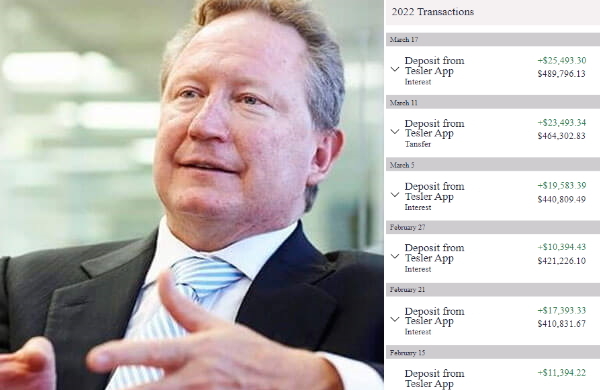 2022 Transactions
March 17
Deposit from +$25,493.30
Tesler App $489,796.13
Interest
March 11
Deposit from +$23,493.34
Tesler App $464,302.83
Tansfer
March 5
Deposit from +$19,583.39
Tesler App $440,809.49
Interest
February 27
Deposit from +$10,394.43
Tesler App $421,226.10
Interest
February 21
Deposit from +$17,393.33
Tesler App $410,831.67
Interest
February 15
Deposit from +$11,394.22
Tesler App